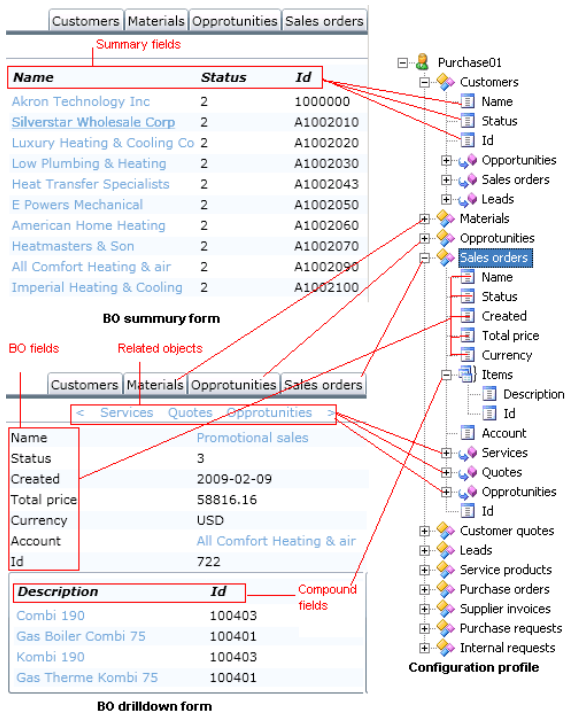 Customers Materials Opprotunities Sales orders
Summary fields
Name Status Id
Akron Technology Inc 2 1000000
Silverstar Wholesale Corp 2 A1002010
Luxury Heating & Cooling Co 2 A1002020
Low Plumbing & Heating 2 A1002030
Heat Transfer Specialists 2 A1002043
E Powers Mechanical 2 A1002050
American Home Heating 2 A1002060
Heatmasters & Son 2 A1002070
All Comfort Heating & air 2 A1002090
Imperial Heating & Cooling 2 A1002100
BO summury form
BO fields
Related objects
Customers Materials Opprotunities Sales orders
< Services Quotes Opprotunities >
Name Promotional sales
Status 3
Created 2009-02-09
Total price 58816.16
Currency USD
Account All Comfort Heating & air
Id 722
Description Id
Compound
fields
Combi 190 100403
Gas Boiler Combi 75 100401
Kombi 190 100403
Gas Therme Kombi 75 100401
BO drilldown form
Purchase01
Customers
Name
Status
Id
Opportunities
Sales orders
Leads
Materials
Opprotunities
Sales orders
Name
Status
Created
Total price
Currency
Items
Description
Id
Account
Services
Quotes
Opprotunities
Id
Customer quotes
Leads
Service products
Purchase orders
Supplier invoices
Purchase requests
Internal requests
Configuration profile